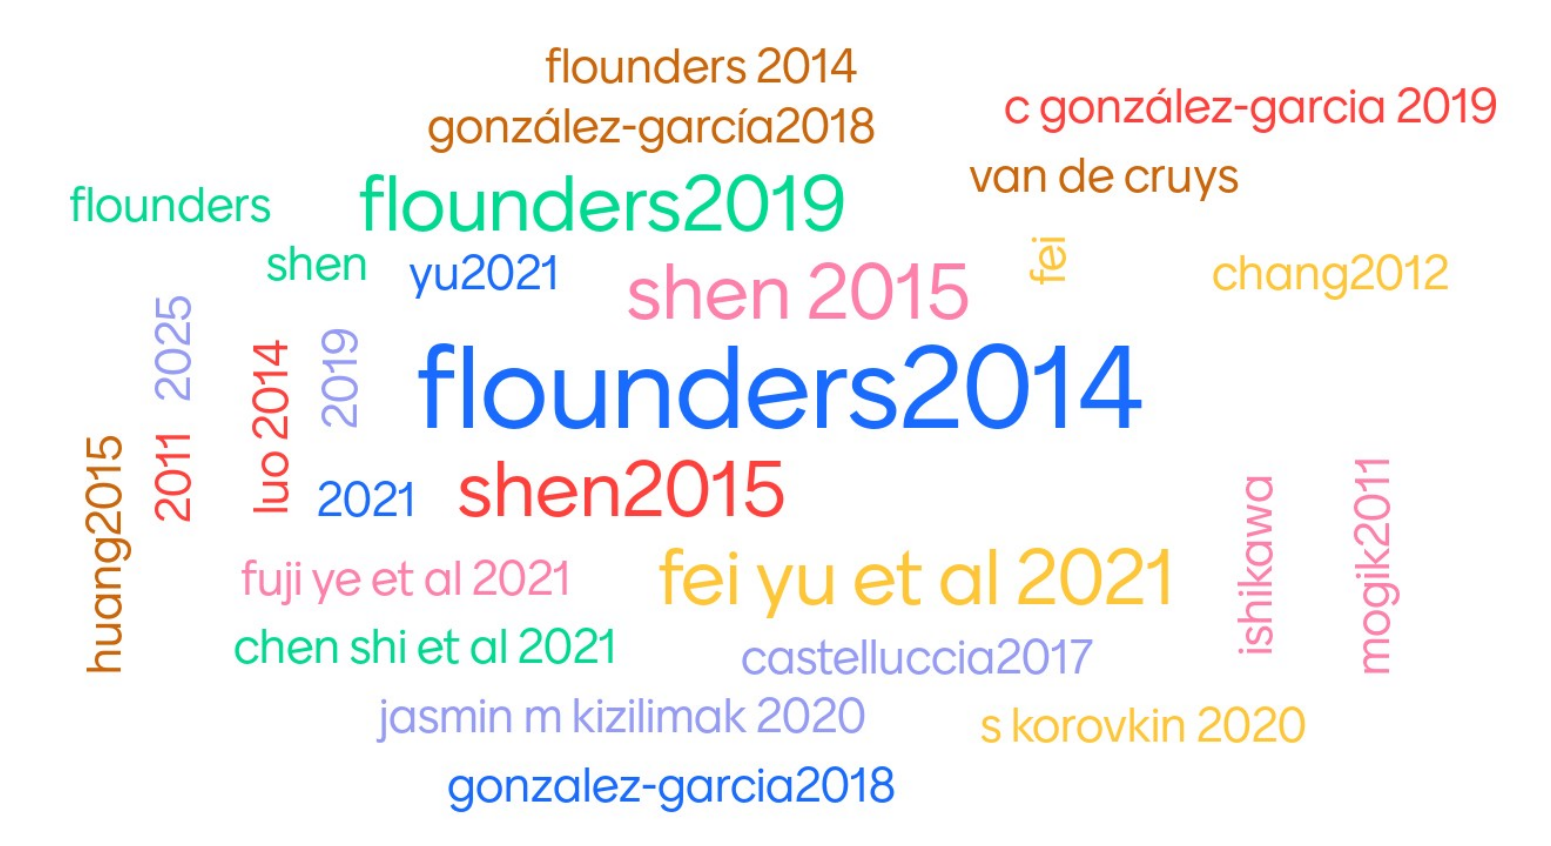 flounders 2014
c gonzález-garcia 2019
gonzález-garcía2018
van de cruys
flounders
flounders2019
fei
shen
yu2021
shen 2015
chang2012
2025
luo 2014
2019
flounders2014
huang2015
2011
2021
shen2015
ishikawa
mogik2011
fuji ye et al 2021
fei yu et al 2021
chen shi et al 2021
castelluccia2017
jasmin m kizilimak 2020
s korovkin 2020
gonzalez-garcia2018